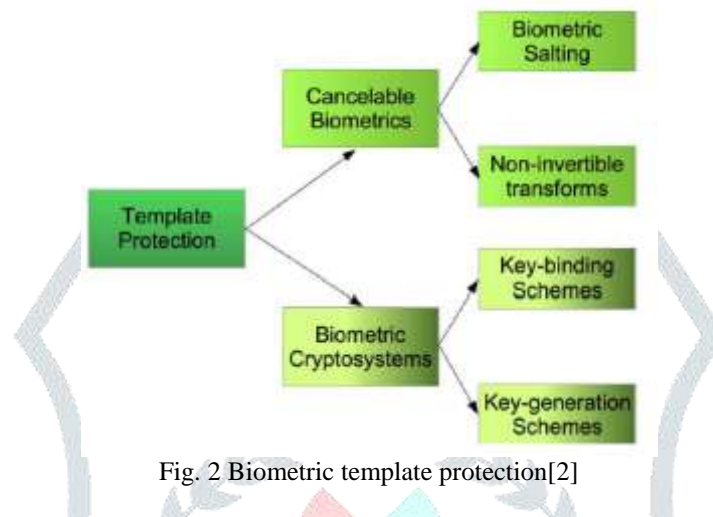 Biometric
Salting
Cancelable
Biometrics
Non-invertible
transforms
Template
Protection
Key-binding
Schemes
Biometric
Cryptosystems
Key-generation
Schemes
Fig. 2 Biometric template protection[2]